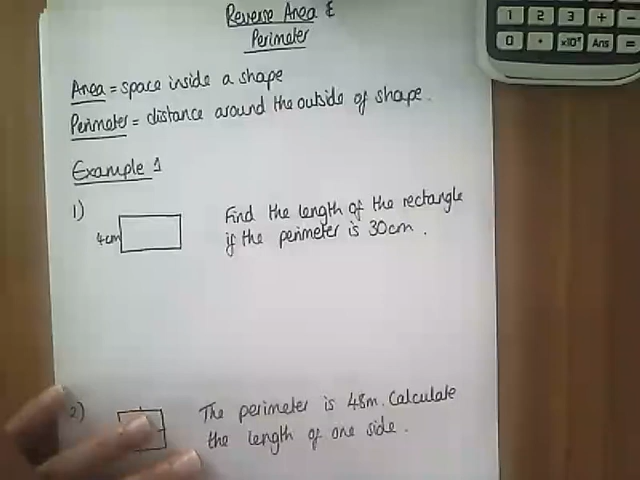 Reverse Area &
Perimeter
1 2 3 + −
0 . ×10ˣ Ans =
Area = space inside a shape
Perimeter = distance around the outside of shape.
Example 1
1)
4cm
Find the length of the rectangle
if the perimeter is 30cm.
2)
The perimeter is 48m. Calculate
the length of one side.